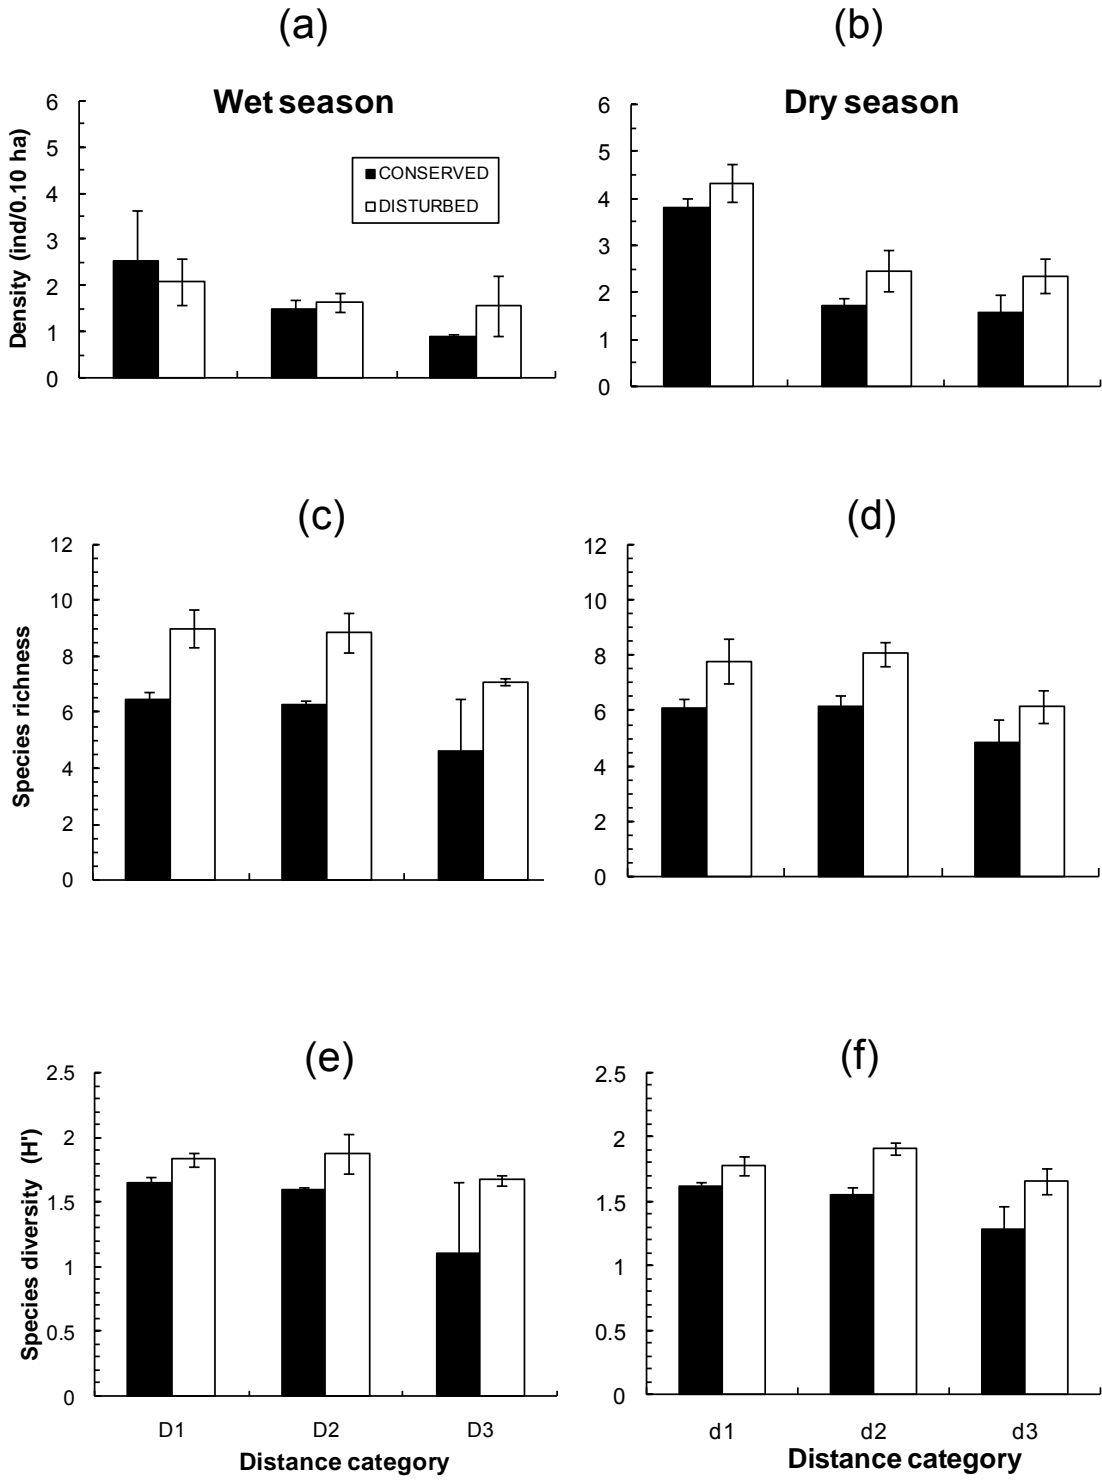 (a)
(b)
Wet season
Dry season
Density (ind/0.10 ha)
6
5
4
3
2
1
0
CONSERVED
DISTURBED
6
5
4
3
2
1
0
(c)
(d)
Species richness
12
10
8
6
4
2
0
12
10
8
6
4
2
0
(e)
(f)
Species diversity (H')
2.5
2
1.5
1
0.5
0
D1 D2 D3
Distance category
2.5
2
1.5
1
0.5
0
d1 d2 d3
Distance category